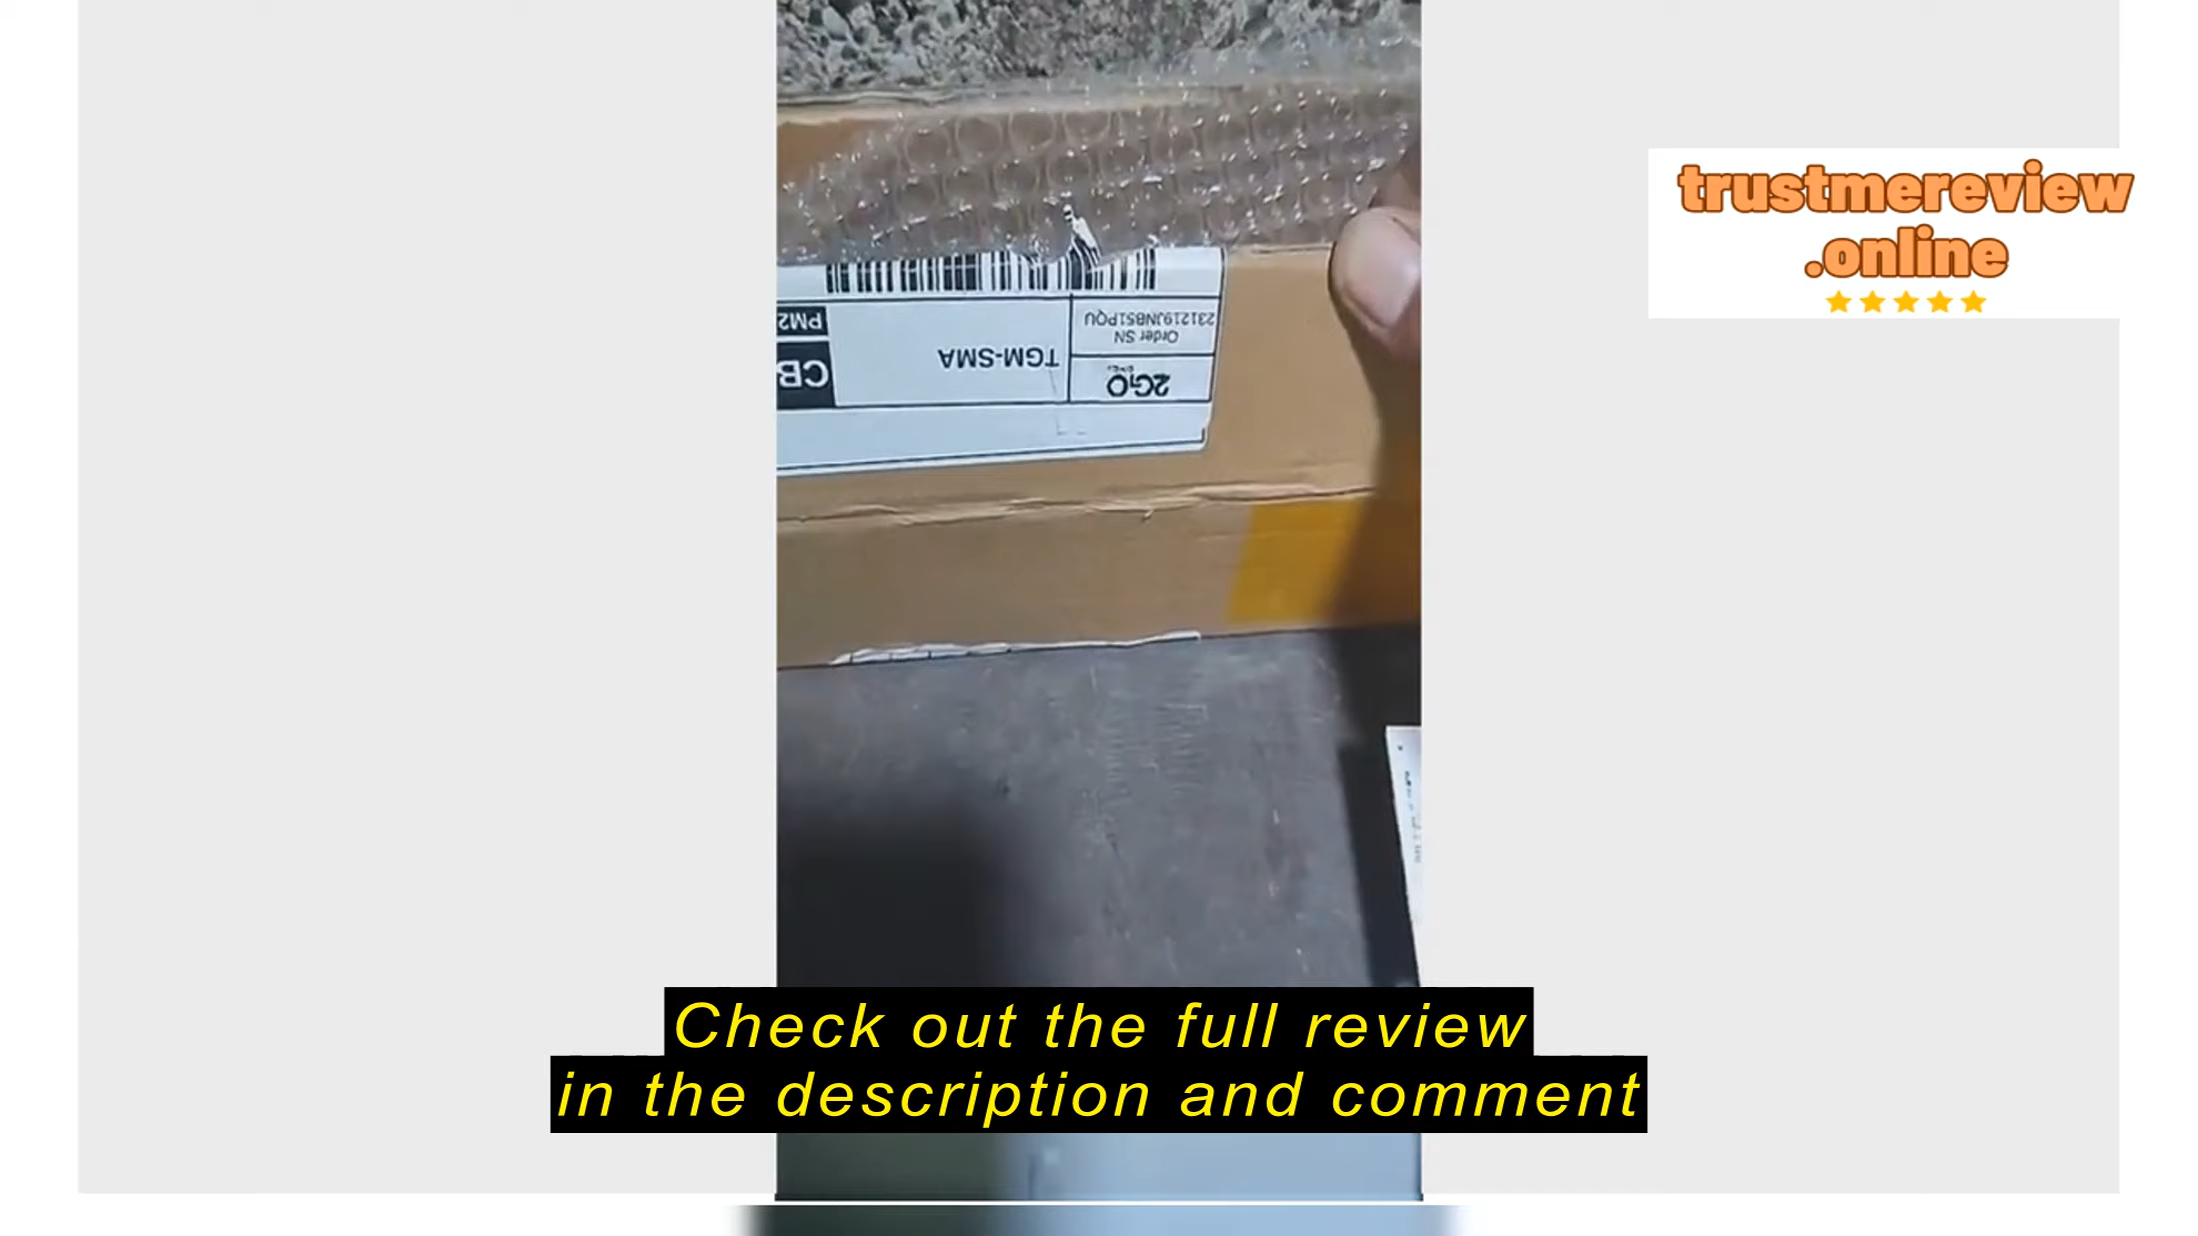 trustmereview
.online
PM2
CB
TGM-SMA
231219JNBS1PQU
Order SN
2GO
Check out the full review
in the description and comment